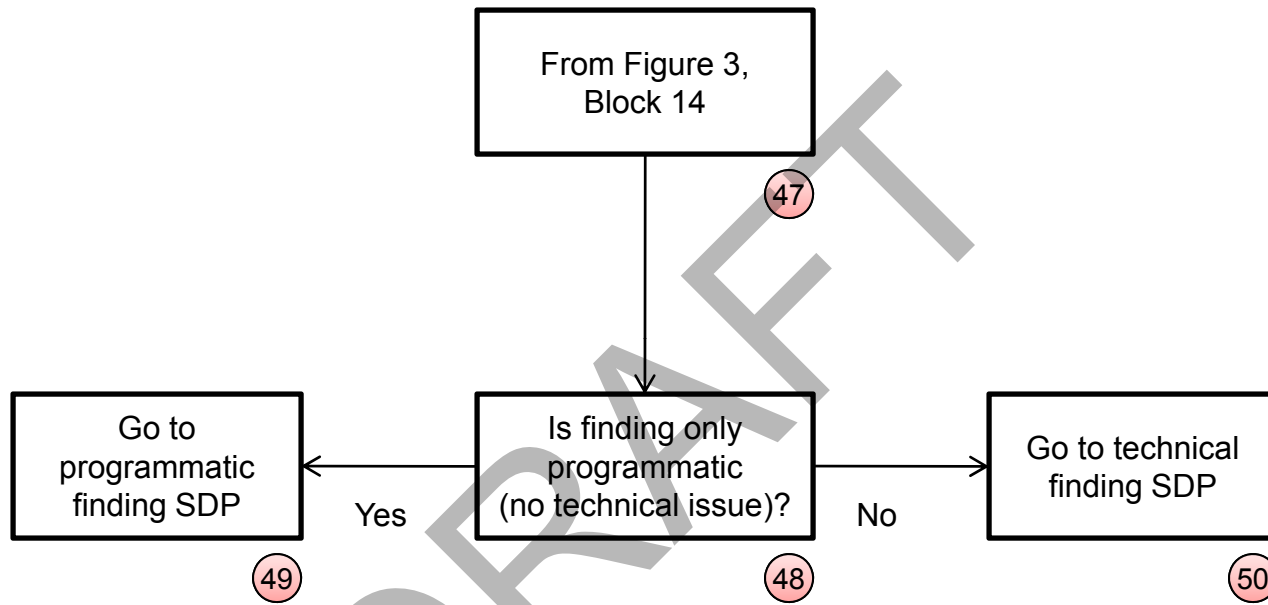 From Figure 3,
Block 14
47
Go to
programmatic
finding SDP
Yes
49
Is finding only
programmatic
(no technical issue)?
48
No
Go to technical
finding SDP
50
DRAFT